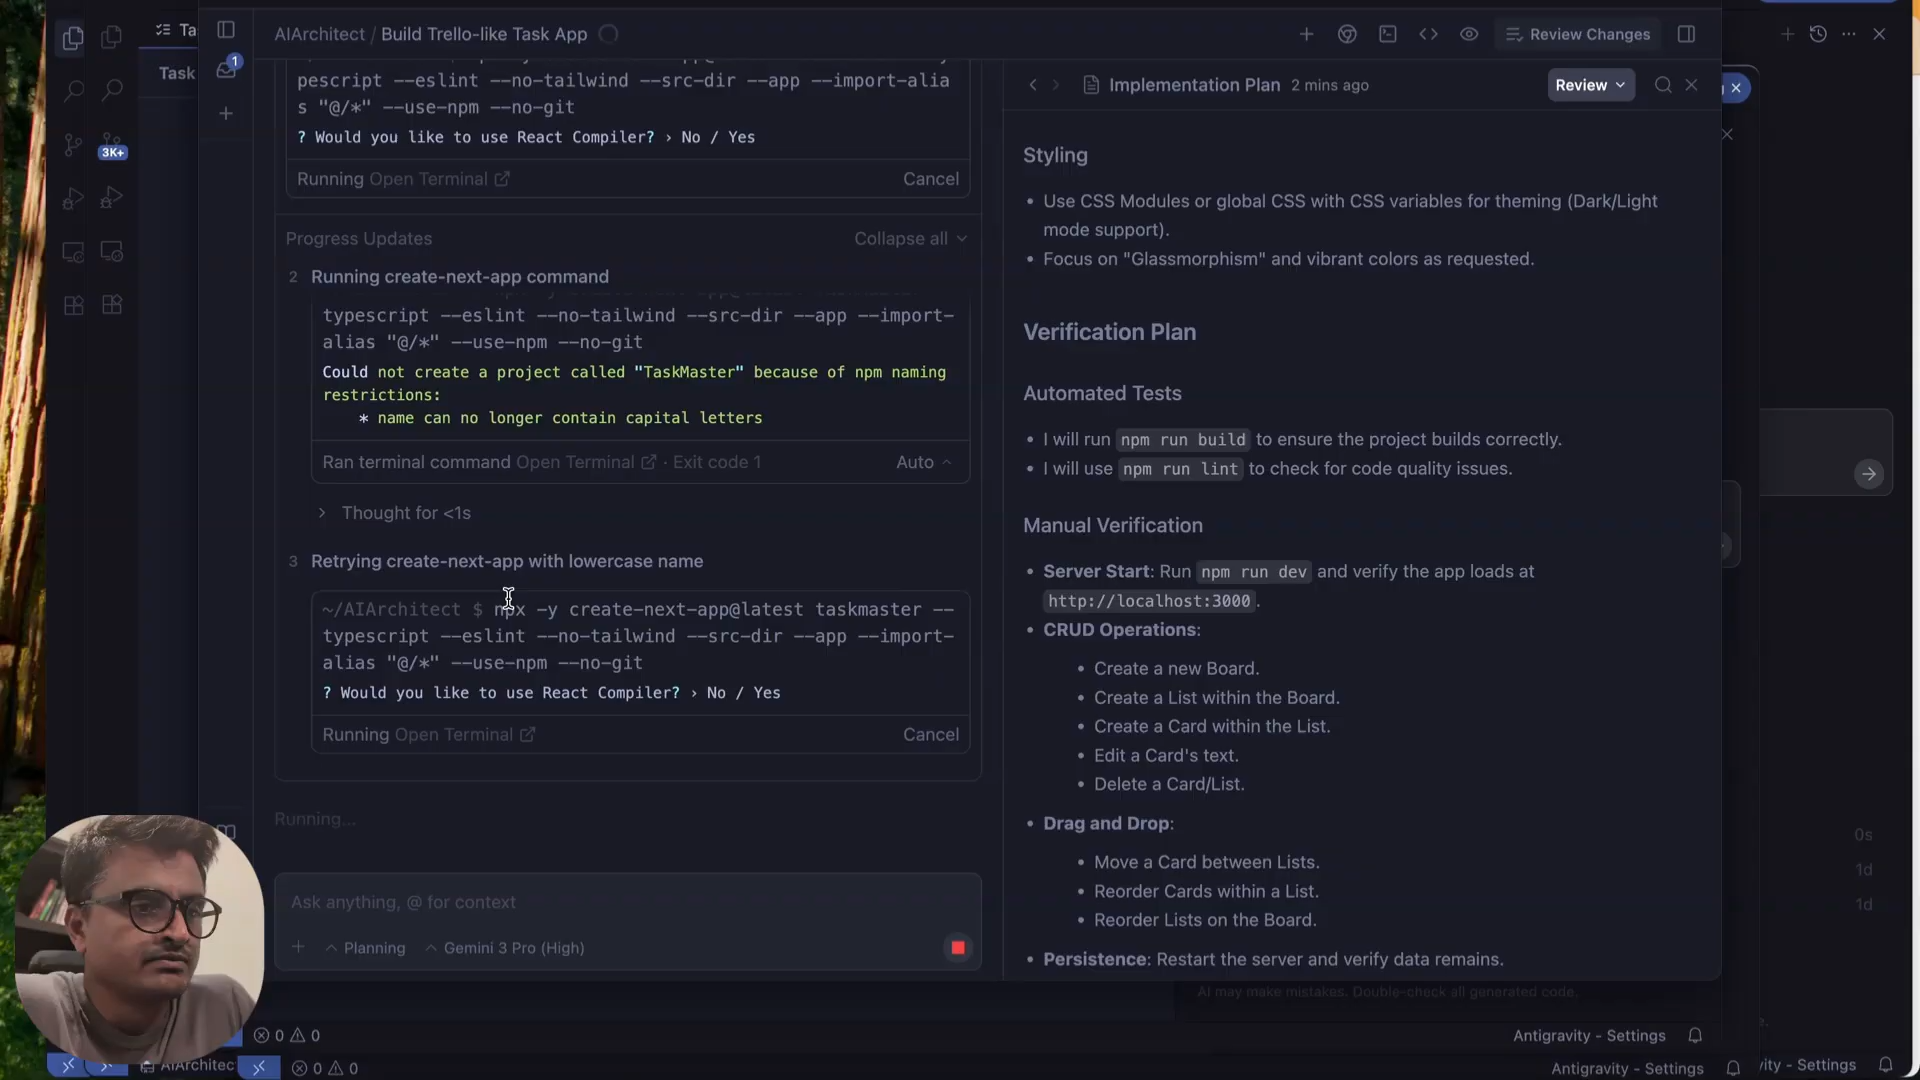 Ta
Task
3K+
1
AIArchitect / Build Trello-like Task App
Review Changes
pescript --eslint --no-tailwind --src-dir --app --import-alia
s "@/*" --use-npm --no-git
? Would you like to use React Compiler? › No / Yes
Running Open Terminal
Cancel
Progress Updates
Collapse all
2 Running create-next-app command
typescript --eslint --no-tailwind --src-dir --app --import-
alias "@/*" --use-npm --no-git
Could not create a project called "TaskMaster" because of npm naming
restrictions:
* name can no longer contain capital letters
Ran terminal command Open Terminal · Exit code 1
Auto
Thought for <1s
3 Retrying create-next-app with lowercase name
~/AIArchitect $ npx -y create-next-app@latest taskmaster --
typescript --eslint --no-tailwind --src-dir --app --import-
alias "@/*" --use-npm --no-git
? Would you like to use React Compiler? › No / Yes
Running Open Terminal
Cancel
Running...
Ask anything, @ for context
Planning
Gemini 3 Pro (High)
Implementation Plan 2 mins ago
Review
Styling
• Use CSS Modules or global CSS with CSS variables for theming (Dark/Light
mode support).
• Focus on "Glassmorphism" and vibrant colors as requested.
Verification Plan
Automated Tests
• I will run npm run build to ensure the project builds correctly.
• I will use npm run lint to check for code quality issues.
Manual Verification
• Server Start: Run npm run dev and verify the app loads at
http://localhost:3000.
• CRUD Operations:
• Create a new Board.
• Create a List within the Board.
• Create a Card within the List.
• Edit a Card's text.
• Delete a Card/List.
• Drag and Drop:
• Move a Card between Lists.
• Reorder Cards within a List.
• Reorder Lists on the Board.
• Persistence: Restart the server and verify data remains.
AI may make mistakes. Double-check all generated code.
0s
1d
1d
0 0
Antigravity - Settings
AIArchitec
0 0
Antigravity - Settings
ity - Settings